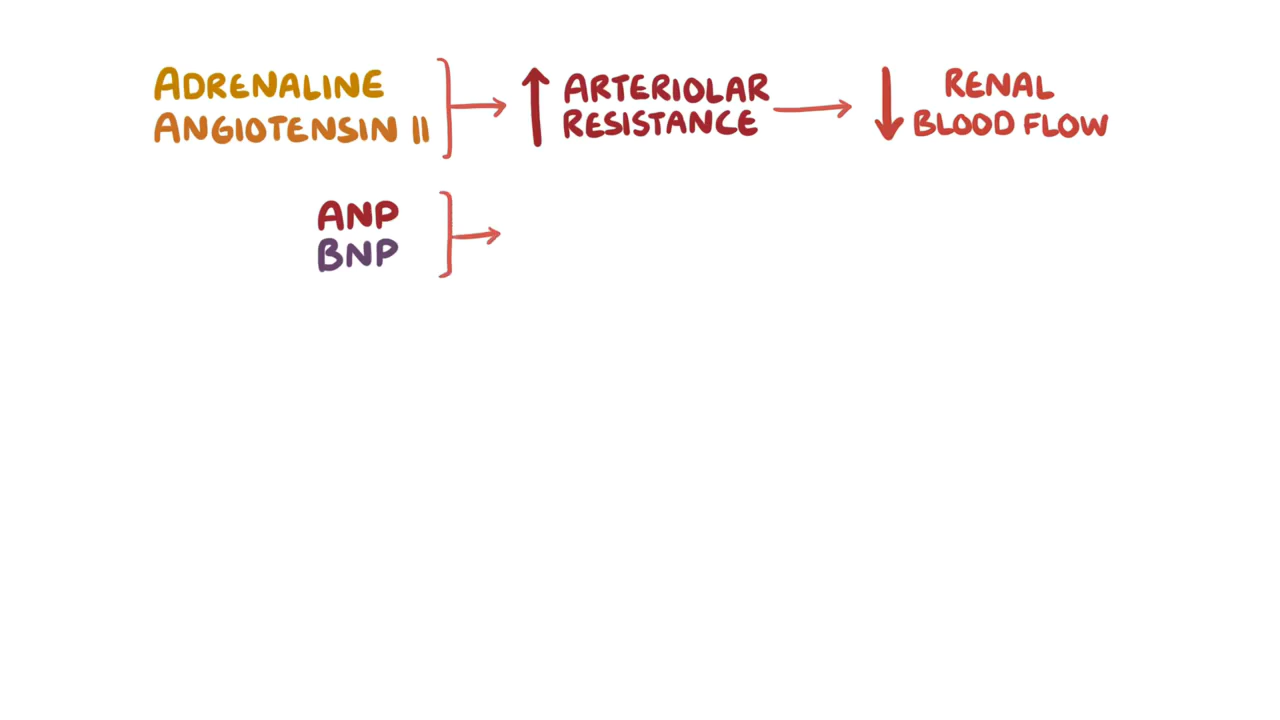 ADRENALINE
ANGIOTENSIN II
ARTERIOLAR
RESISTANCE
RENAL
BLOOD FLOW
ANP
BNP